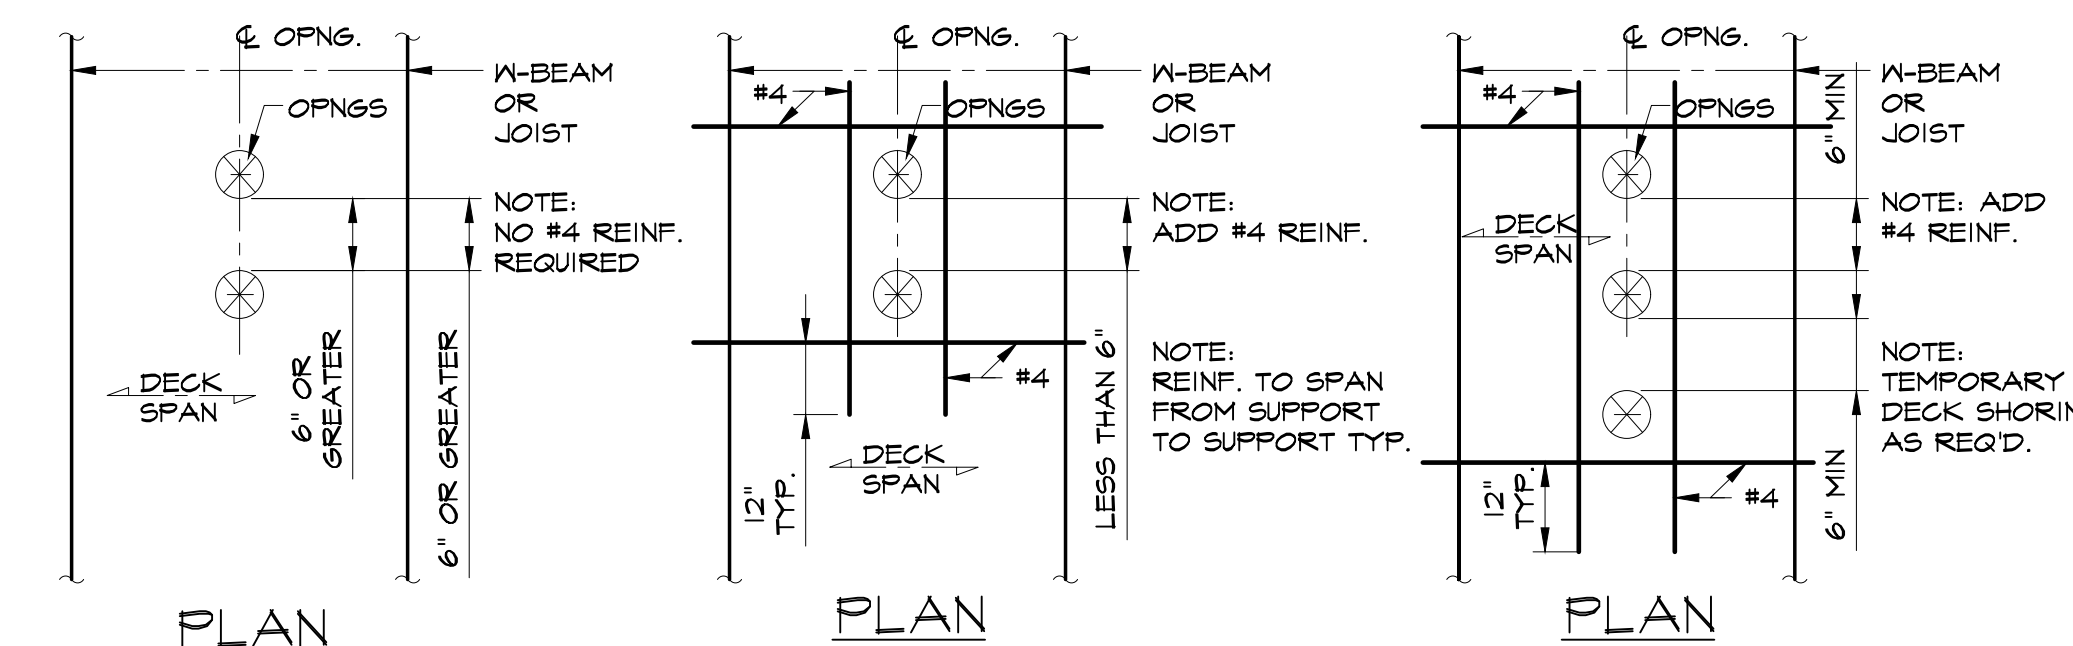 ℄ OPNG.
W-BEAM
OR
JOIST
OPNGS
NOTE:
NO #4 REINF.
REQUIRED
6" OR
GREATER
6" OR GREATER
DECK
SPAN
PLAN
℄ OPNG.
W-BEAM
OR
JOIST
#4
OPNGS
NOTE:
ADD #4 REINF.
LESS THAN 6"
NOTE:
REINF. TO SPAN
FROM SUPPORT
TO SUPPORT TYP.
#4
DECK
SPAN
12"
TYP.
PLAN
℄ OPNG.
W-BEAM
OR
JOIST
#4
OPNGS
6" MIN
NOTE: ADD
#4 REINF.
DECK
SPAN
NOTE:
TEMPORARY
DECK SHORIN
AS REQ'D.
12"
TYP.
#4
6" MIN
PLAN